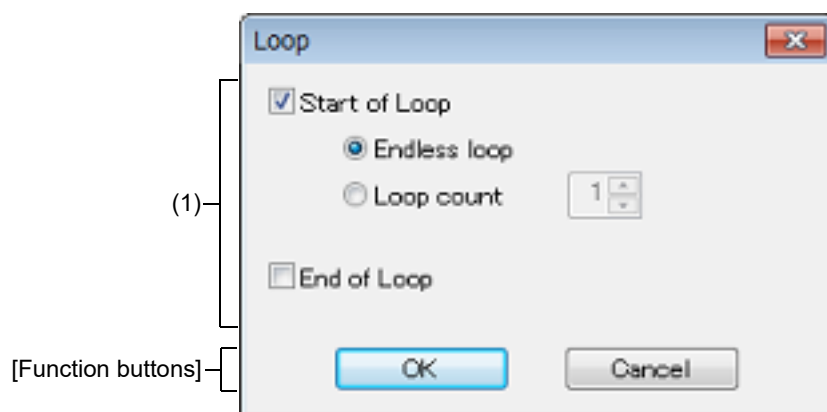 Loop
Start of Loop
Endless loop
(1)
Loop count 1
End of Loop
[Function buttons]
OK Cancel